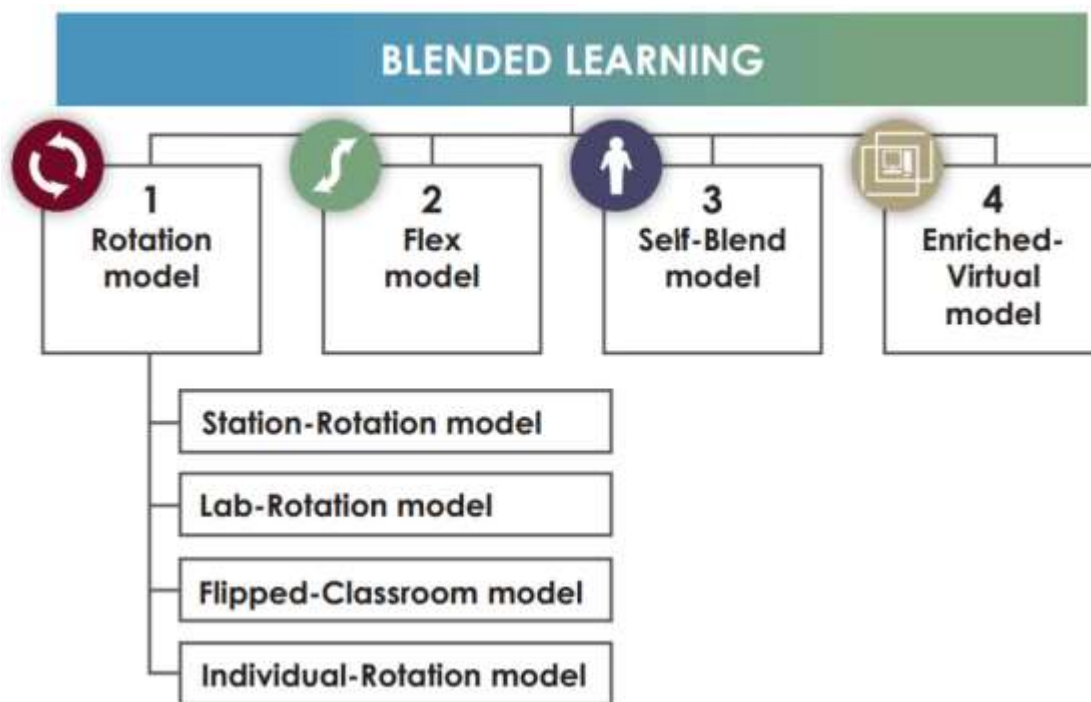 BLENDED LEARNING
1
Rotation
model
2
Flex
model
3
Self-Blend
model
4
Enriched-
Virtual
model
Station-Rotation model
Lab-Rotation model
Flipped-Classroom model
Individual-Rotation model